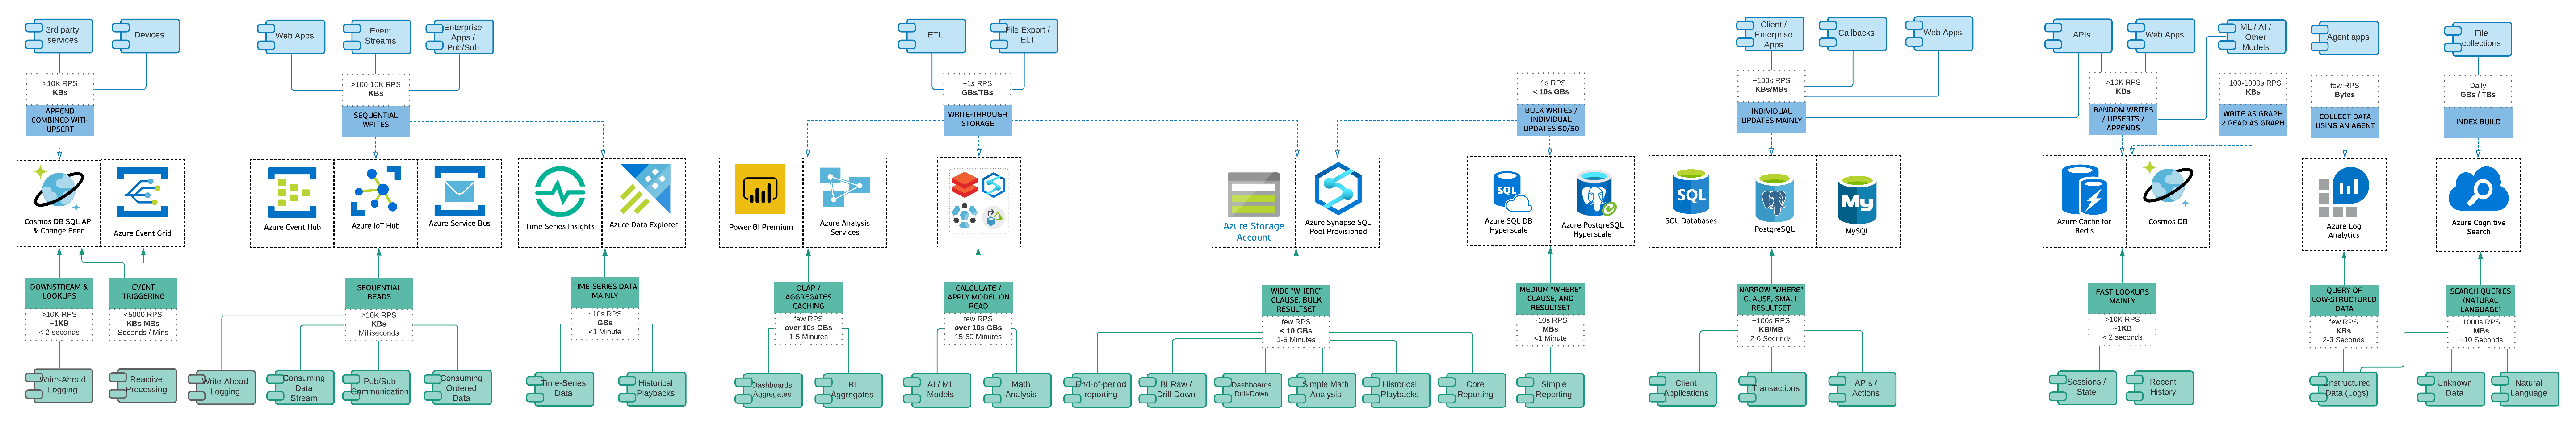 3rd party
services
Devices
Web Apps
Event
Streams
Enterprise
Apps /
Pub/Sub
ETL
File Export /
ELT
Client /
Enterprise
Apps
Callbacks
Web Apps
APIs
Web Apps
ML / AI /
Other
Models
Agent apps
File
collections
>10K RPS
KBs
>100-10K RPS
KBs
~1s RPS
GBs/TBs
~1s RPS
< 10s GBs
~100s RPS
KBs/MBs
>10K RPS
KBs
~100-1000s RPS
KBs
few RPS
Bytes
Daily
GBs / TBs
APPEND
COMBINED WITH
UPSERT
SEQUENTIAL
WRITES
WRITE-THROUGH
STORAGE
BULK WRITES /
INDIVIDUAL
UPDATES 50/50
INDIVIDUAL
UPDATES MAINLY
RANDOM WRITES
/ UPSERTS /
APPENDS
WRITE AS GRAPH
2 READ AS GRAPH
COLLECT DATA
USING AN AGENT
INDEX BUILD
Cosmos DB SQL API
& Change Feed
Azure Event Grid
Azure Event Hub
Azure IoT Hub
Azure Service Bus
Time Series Insights
Azure Data Explorer
Power BI Premium
Azure Analysis
Services
Azure Storage
Account
Azure Synapse SQL
Pool Provisioned
SQL
Azure SQL DB
Hyperscale
Azure PostgreSQL
Hyperscale
SQL
SQL Databases
PostgreSQL
My
MySQL
Azure Cache for
Redis
Cosmos DB
Azure Log
Analytics
Azure Cognitive
Search
DOWNSTREAM &
LOOKUPS
>10K RPS
~1KB
< 2 seconds
EVENT
TRIGGERING
<5000 RPS
KBs-MBs
Seconds / Mins
SEQUENTIAL
READS
>10K RPS
KBs
Milliseconds
TIME-SERIES DATA
MAINLY
~10s RPS
GBs
<1 Minute
OLAP /
AGGREGATES
CACHING
few RPS
over 10s GBs
1-5 Minutes
CALCULATE /
APPLY MODEL ON
READ
few RPS
over 10s GBs
15-60 Minutes
WIDE "WHERE"
CLAUSE, BULK
RESULTSET
few RPS
< 10 GBs
1-5 Minutes
MEDIUM "WHERE"
CLAUSE, AND
RESULTSET
~10s RPS
MBs
<1 Minute
NARROW "WHERE"
CLAUSE, SMALL
RESULTSET
~100s RPS
KB/MB
2-6 Seconds
FAST LOOKUPS
MAINLY
>10K RPS
~1KB
< 2 seconds
QUERY OF
LOW-STRUCTURED
DATA
few RPS
KBs
2-3 Seconds
SEARCH QUERIES
(NATURAL
LANGUAGE)
1000s RPS
MBs
~10 Seconds
Write-Ahead
Logging
Reactive
Processing
Write-Ahead
Logging
Consuming
Data
Stream
Pub/Sub
Communication
Consuming
Ordered
Data
Time-Series
Data
Historical
Playbacks
Dashboards
Aggregates
BI
Aggregates
AI / ML
Models
Math
Analysis
End-of-period
reporting
BI Raw /
Drill-Down
Dashboards
Drill-Down
Simple Math
Analysis
Historical
Playbacks
Core
Reporting
Simple
Reporting
Client
Applications
Transactions
APIs /
Actions
Sessions /
State
Recent
History
Unstructured
Data (Logs)
Unknown
Data
Natural
Language